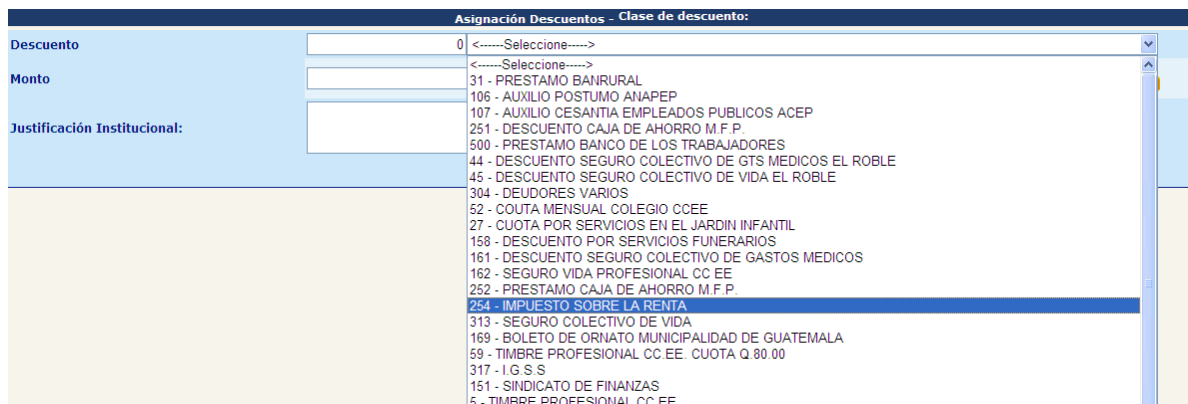 Asignación Descuentos - Clase de descuento:
Descuento
0 <------Seleccione----->
Monto
Justificación Institucional:
<------Seleccione----->
31 - PRESTAMO BANRURAL
106 - AUXILIO POSTUMO ANAPEP
107 - AUXILIO CESANTIA EMPLEADOS PUBLICOS ACEP
251 - DESCUENTO CAJA DE AHORRO M.F.P.
500 - PRESTAMO BANCO DE LOS TRABAJADORES
44 - DESCUENTO SEGURO COLECTIVO DE GTS MEDICOS EL ROBLE
45 - DESCUENTO SEGURO COLECTIVO DE VIDA EL ROBLE
304 - DEUDORES VARIOS
52 - COUTA MENSUAL COLEGIO CCEE
27 - CUOTA POR SERVICIOS EN EL JARDIN INFANTIL
158 - DESCUENTO POR SERVICIOS FUNERARIOS
161 - DESCUENTO SEGURO COLECTIVO DE GASTOS MEDICOS
162 - SEGURO VIDA PROFESIONAL CC EE
252 - PRESTAMO CAJA DE AHORRO M.F.P.
254 - IMPUESTO SOBRE LA RENTA
313 - SEGURO COLECTIVO DE VIDA
169 - BOLETO DE ORNATO MUNICIPALIDAD DE GUATEMALA
59 - TIMBRE PROFESIONAL CC.EE. CUOTA Q.80.00
317 - I.G.S.S
151 - SINDICATO DE FINANZAS
5 - TIMBRE PROFESIONAL CC.EE.